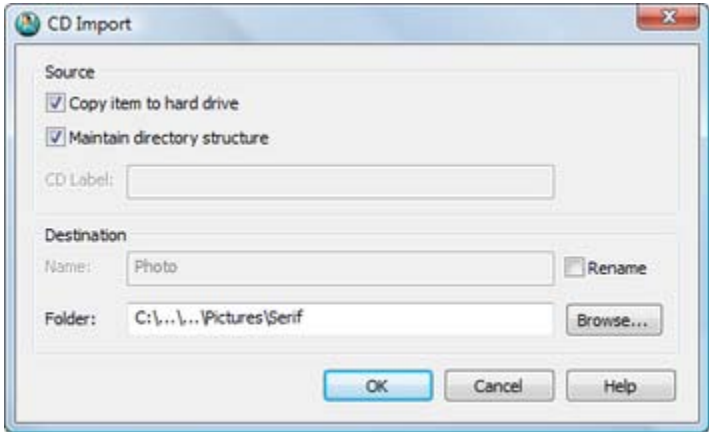 CD Import
Source
Copy item to hard drive
Maintain directory structure
CD Label:
Destination
Name: Photo Rename
Folder: C:\...\...\Pictures\Serif Browse...
OK Cancel Help